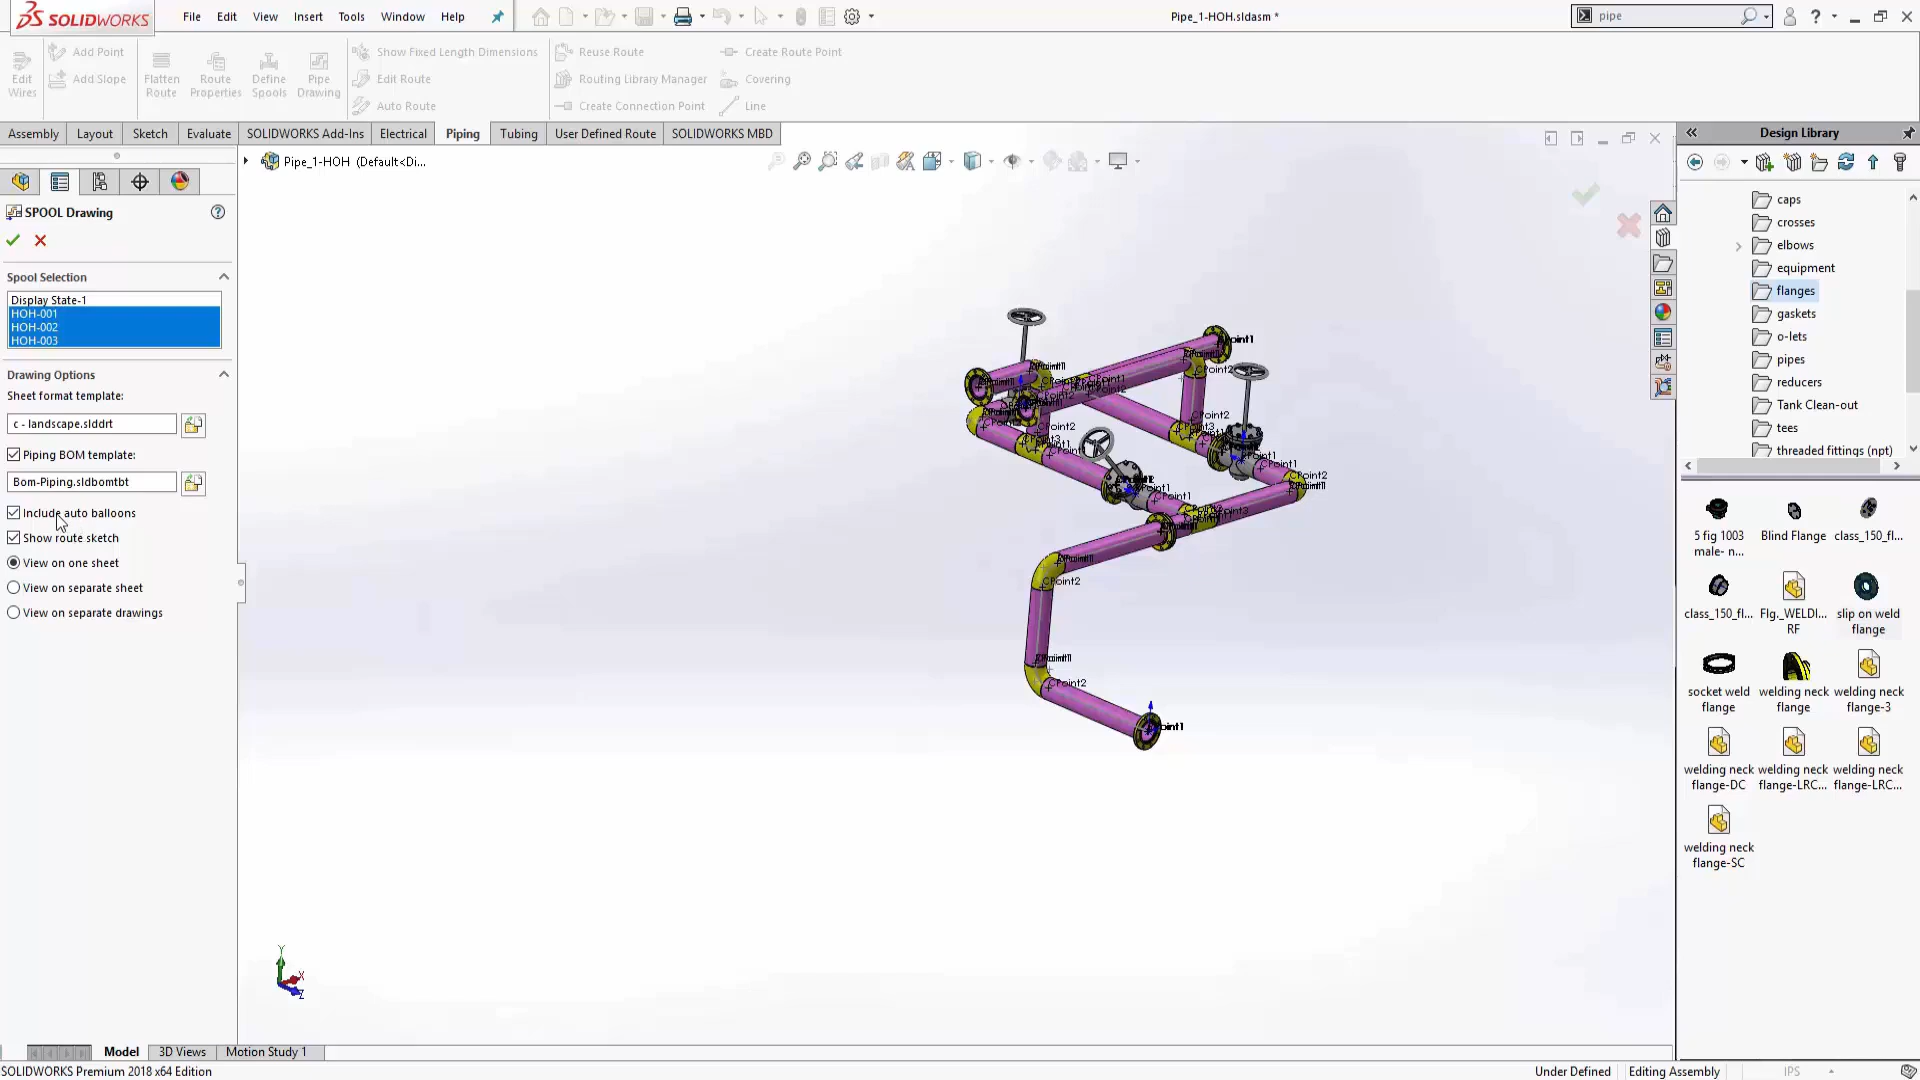 SOLIDWORKS
File Edit View Insert Tools Window Help
Pipe_1-HOH.sldasm *
pipe
Edit Wires
Add Point
Add Slope
Flatten Route
Route Properties
Define Spools
Pipe Drawing
Show Fixed Length Dimensions
Edit Route
Auto Route
Reuse Route
Routing Library Manager
Create Connection Point
Create Route Point
Covering
Line
Assembly Layout Sketch Evaluate SOLIDWORKS Add-Ins Electrical Piping Tubing User Defined Route SOLIDWORKS MBD
Pipe_1-HOH (Default<Di...
SPOOL Drawing
Spool Selection
Display State-1
HOH-001
HOH-002
HOH-003
Drawing Options
Sheet format template:
c - landscape.slddrt
Piping BOM template:
Bom-Piping.sldbomtbt
Include auto balloons
Show route sketch
View on one sheet
View on separate sheet
View on separate drawings
CPoint1
CPoint2
CPoint2
CPoint3
CPoint1
CPoint2
CPoint1
CPoint2
CPoint2
Y
X
Z
Design Library
caps
crosses
elbows
equipment
flanges
gaskets
o-lets
pipes
reducers
Tank Clean-out
tees
threaded fittings (npt)
5 fig 1003 male- n...
Blind Flange
class_150_fl...
class_150_fl...
Flg._WELDI... RF
slip on weld flange
socket weld flange
welding neck flange
welding neck flange-3
welding neck flange-DC
welding neck flange-LRC...
welding neck flange-LRC...
welding neck flange-SC
Model 3D Views Motion Study 1
SOLIDWORKS Premium 2018 x64 Edition
Under Defined Editing Assembly IPS